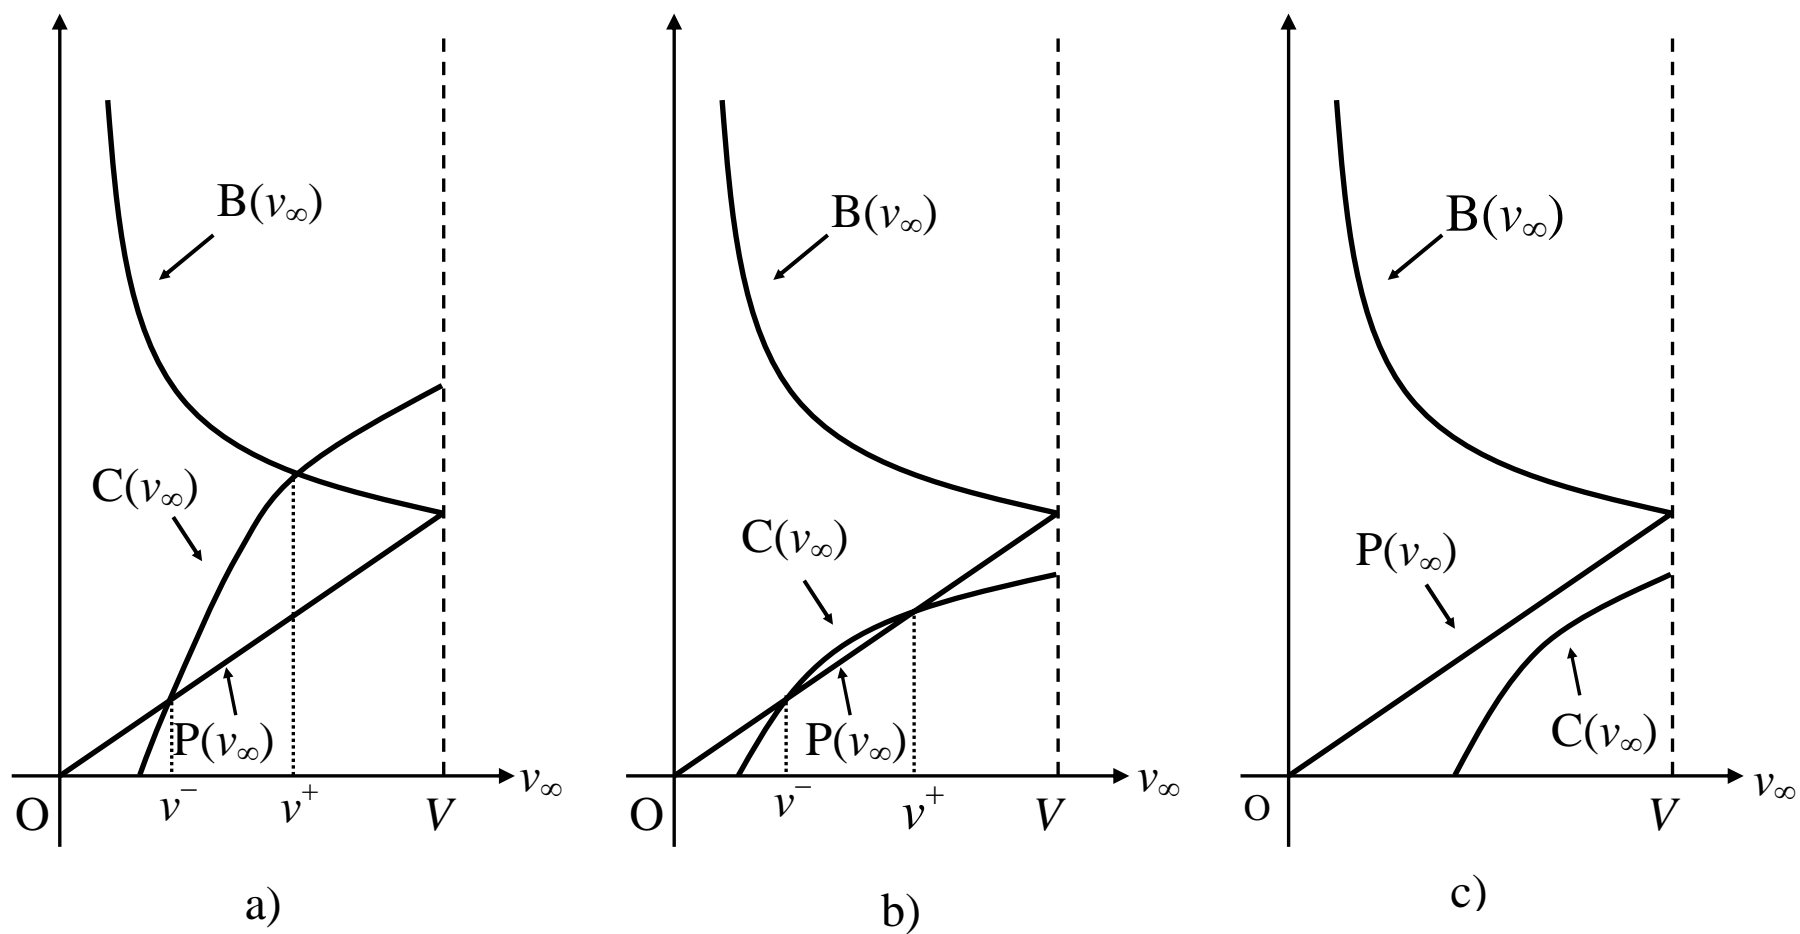 B(v∞)
C(v∞)
P(v∞)
O
v⁻
v⁺
V
v∞
a)
B(v∞)
C(v∞)
P(v∞)
O
v⁻
v⁺
V
v∞
b)
B(v∞)
P(v∞)
C(v∞)
O
V
v∞
c)